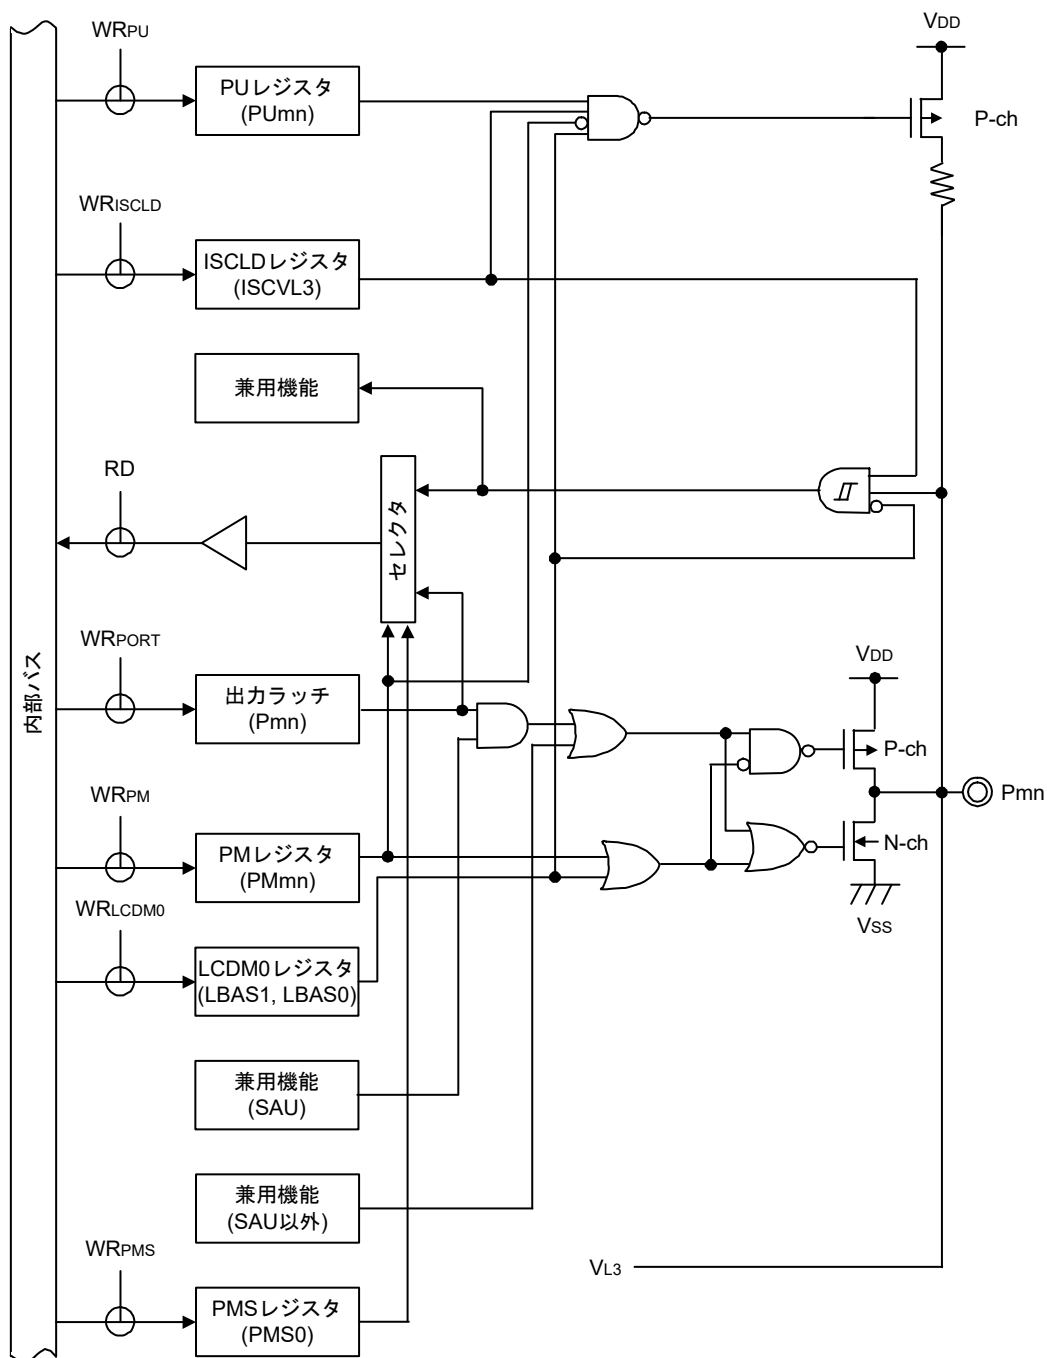 WRPU
VDD
PUレジスタ
(PUmn)
P-ch
WRISCLD
ISCLDレジスタ
(ISCVL3)
兼用機能
RD
セレクタ
WRPORT
内部バス
出力ラッチ
(Pmn)
VDD
P-ch
Pmn
WRPM
PMレジスタ
(PMmn)
N-ch
WRLCDM0
VSS
LCDM0レジスタ
(LBAS1, LBAS0)
兼用機能
(SAU)
兼用機能
(SAU以外)
WRPMS
VL3
PMSレジスタ
(PMS0)